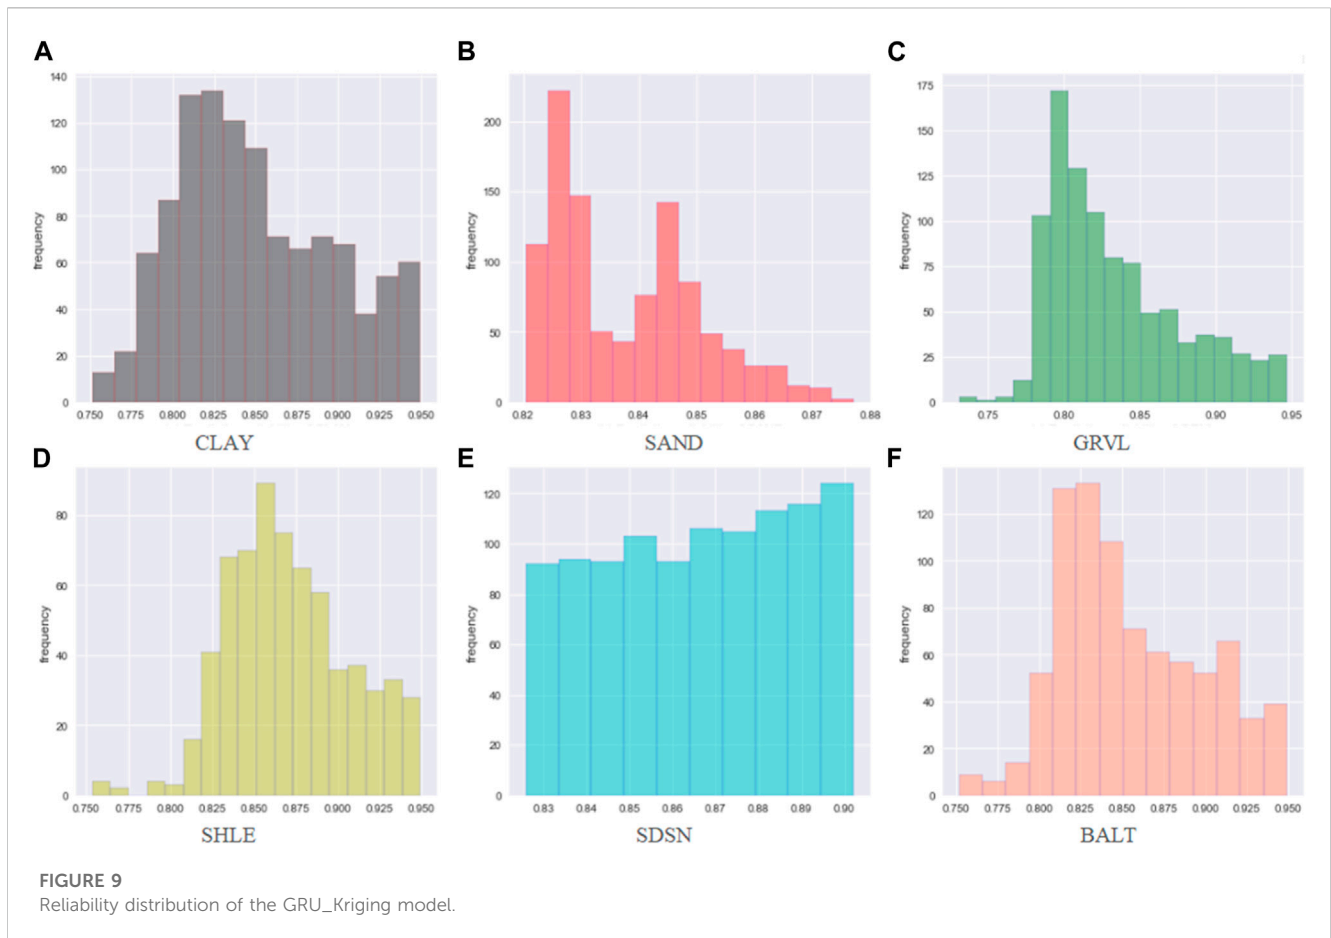 A
B
C
140
120
100
80
60
40
20
0
frequency
0.750 0.775 0.800 0.825 0.850 0.875 0.900 0.925 0.950
CLAY
200
150
100
50
0
frequency
0.82 0.83 0.84 0.85 0.86 0.87 0.88
SAND
175
150
125
100
75
50
25
0
frequency
0.75 0.80 0.85 0.90 0.95
GRVL
D
E
F
80
60
40
20
0
frequency
0.750 0.775 0.800 0.825 0.850 0.875 0.900 0.925 0.950
SHLE
120
100
80
60
40
20
0
frequency
0.83 0.84 0.85 0.86 0.87 0.88 0.89 0.90
SDSN
120
100
80
60
40
20
0
frequency
0.750 0.775 0.800 0.825 0.850 0.875 0.900 0.925 0.950
BALT
FIGURE 9
Reliability distribution of the GRU_Kriging model.